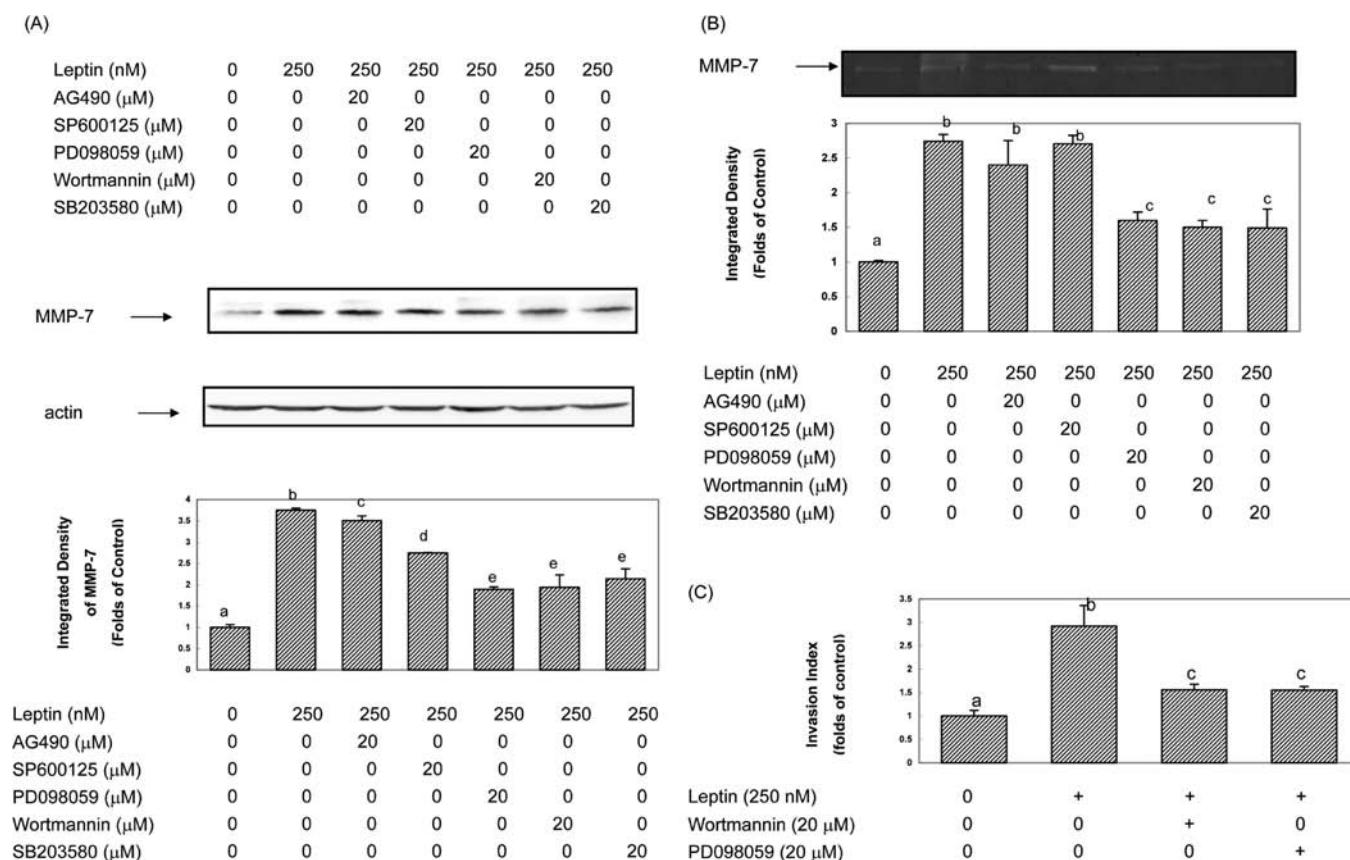 (A)
Leptin (nM) 0 250 250 250 250 250 250
AG490 (μM) 0 0 20 0 0 0 0
SP600125 (μM) 0 0 0 20 0 0 0
PD098059 (μM) 0 0 0 0 20 0 0
Wortmannin (μM) 0 0 0 0 0 20 0
SB203580 (μM) 0 0 0 0 0 0 20
MMP-7
actin
Integrated Density
of MMP-7
(Folds of Control)
4
3.5
3
2.5
2
1.5
1
0.5
0
a b c d e e e
Leptin (nM) 0 250 250 250 250 250 250
AG490 (μM) 0 0 20 0 0 0 0
SP600125 (μM) 0 0 0 20 0 0 0
PD098059 (μM) 0 0 0 0 20 0 0
Wortmannin (μM) 0 0 0 0 0 20 0
SB203580 (μM) 0 0 0 0 0 0 20
(B)
MMP-7
Integrated Density
(Folds of Control)
3
2.5
2
1.5
1
0.5
0
a b b b c c c
Leptin (nM) 0 250 250 250 250 250 250
AG490 (μM) 0 0 20 0 0 0 0
SP600125 (μM) 0 0 0 20 0 0 0
PD098059 (μM) 0 0 0 0 20 0 0
Wortmannin (μM) 0 0 0 0 0 20 0
SB203580 (μM) 0 0 0 0 0 0 20
(C)
Invasion Index
(folds of control)
3.5
3
2.5
2
1.5
1
0.5
0
a b c c
Leptin (250 nM) 0 + + +
Wortmannin (20 μM) 0 0 + 0
PD098059 (20 μM) 0 0 0 +